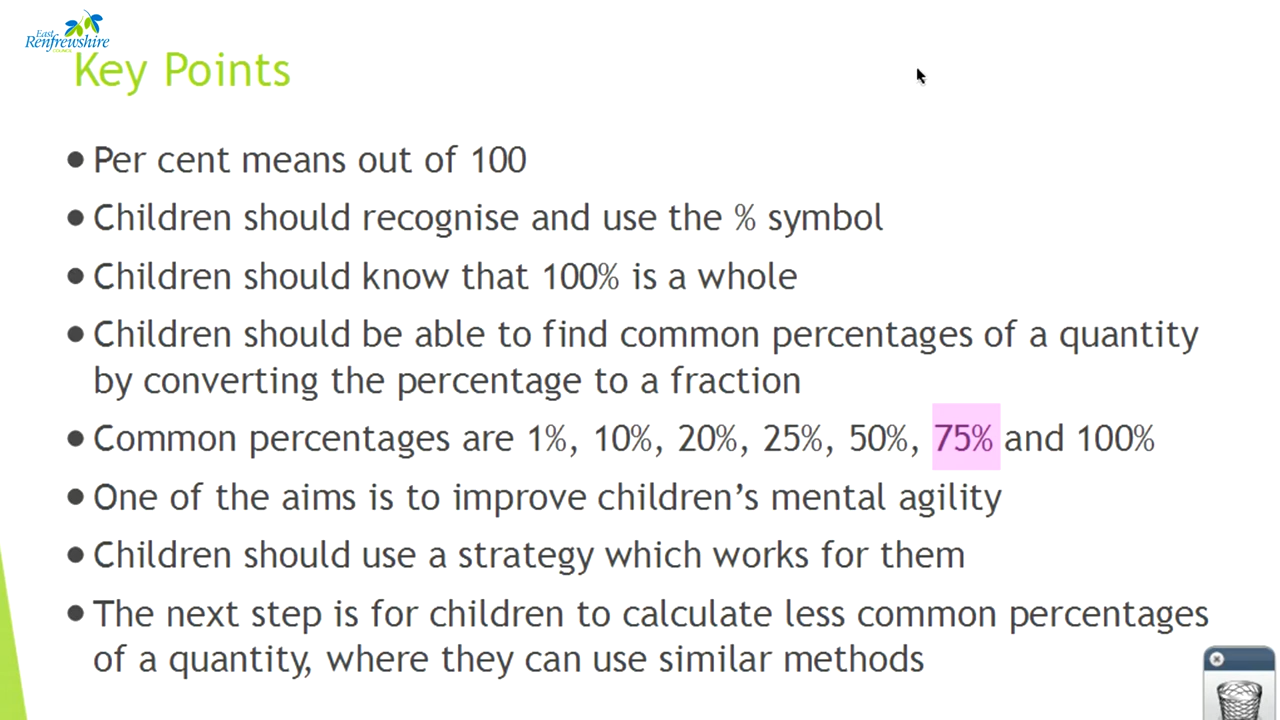 East
Renfrewshire
COUNCIL
Key Points
• Per cent means out of 100
• Children should recognise and use the % symbol
• Children should know that 100% is a whole
• Children should be able to find common percentages of a quantity
by converting the percentage to a fraction
• Common percentages are 1%, 10%, 20%, 25%, 50%, 75% and 100%
• One of the aims is to improve children’s mental agility
• Children should use a strategy which works for them
• The next step is for children to calculate less common percentages
of a quantity, where they can use similar methods